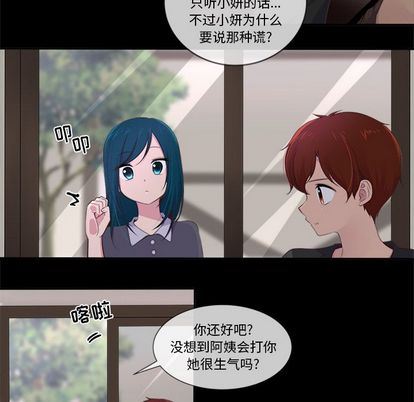 只听小妍的话...
不过小妍为什么
要说那种谎?
叩
叩
喀啦
你还好吧?
没想到阿姨会打你
她很生气吗?